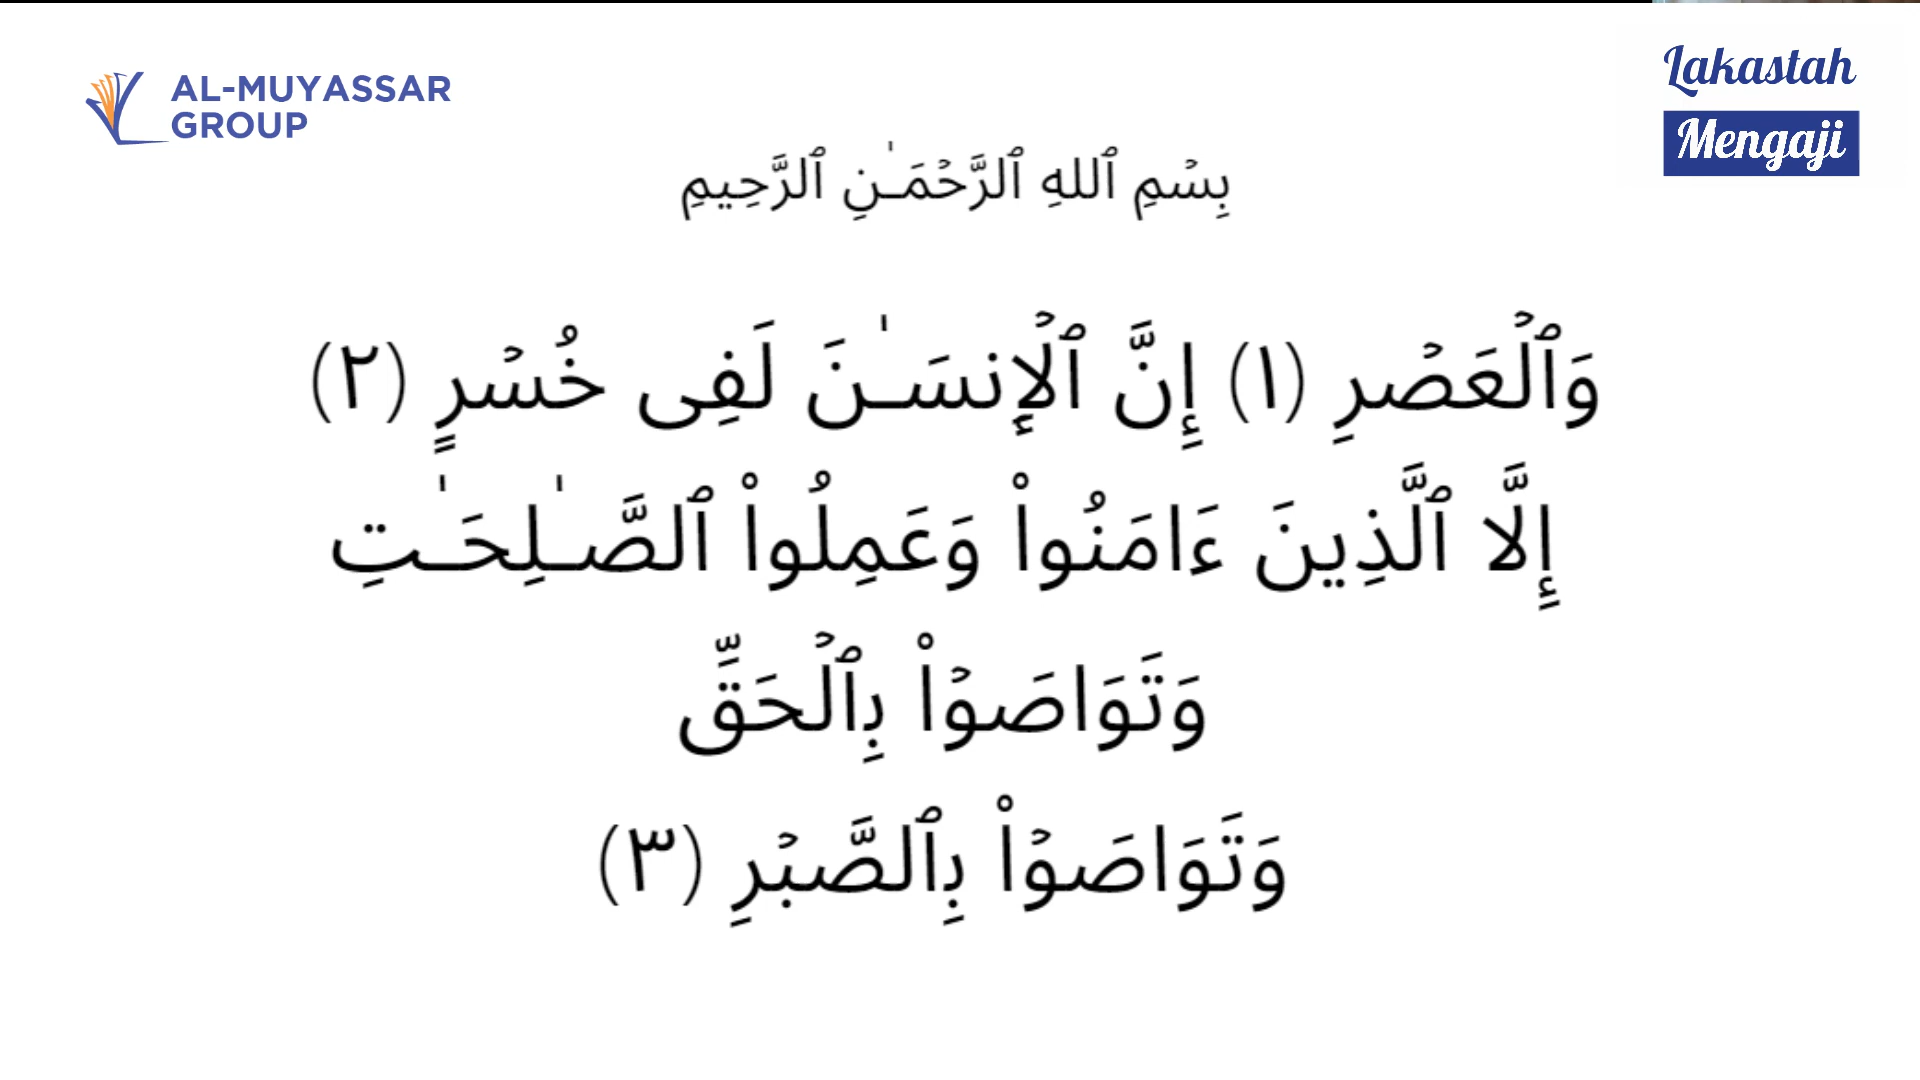 AL-MUYASSAR
GROUP
Lakastah
Mengaji
بِسۡمِ ٱللهِ ٱلرَّحۡمَـٰنِ ٱلرَّحِيمِ
وَٱلۡعَصۡرِ (١) إِنَّ ٱلۡإِنسَـٰنَ لَفِى خُسۡرٍ (٢)
إِلَّا ٱلَّذِينَ ءَامَنُواْ وَعَمِلُواْ ٱلصَّـٰلِحَـٰتِ
وَتَوَاصَوۡاْ بِٱلۡحَقِّ
وَتَوَاصَوۡاْ بِٱلصَّبۡرِ (٣)